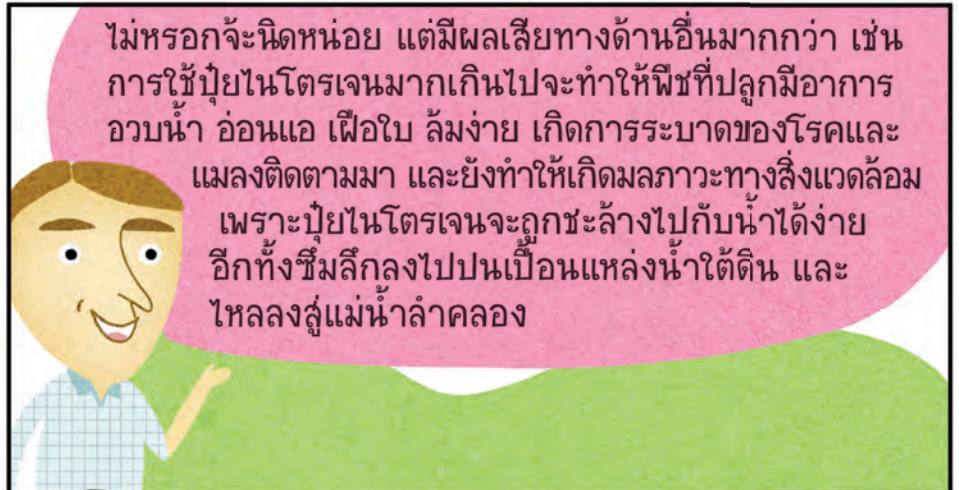 ไม่หรอกจ้ะนิดหน่อย แต่มีผลเสียทางด้านอื่นมากกว่า เช่น
การใช้ปุ๋ยไนโตรเจนมากเกินไปจะทำให้พืชที่ปลูกมีอาการ
อวบน้ำ อ่อนแอ เฝือใบ ล้มง่าย เกิดการระบาดของโรคและ
แมลงติดตามมา และยังทำให้เกิดมลภาวะทางสิ่งแวดล้อม
เพราะปุ๋ยไนโตรเจนจะถูกชะล้างไปกับน้ำได้ง่าย
อีกทั้งซึมลึกลงไปปนเปื้อนแหล่งน้ำใต้ดิน และ
ไหลลงสู่แม่น้ำลำคลอง